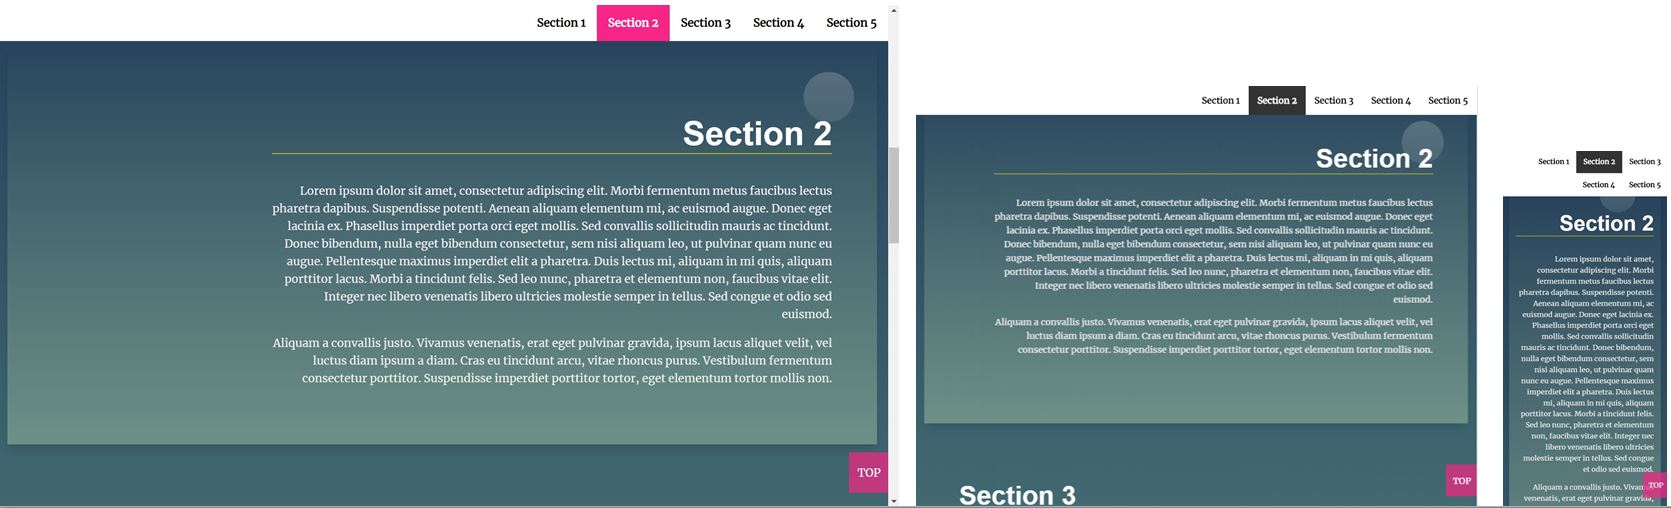 Section 1 Section 2 Section 3 Section 4 Section 5
Section 2
Lorem ipsum dolor sit amet, consectetur adipiscing elit. Morbi fermentum metus faucibus lectus
pharetra dapibus. Suspendisse potenti. Aenean aliquam elementum mi, ac euismod augue. Donec eget
lacinia ex. Phasellus imperdiet porta orci eget mollis. Sed convallis sollicitudin mauris ac tincidunt.
Donec bibendum, nulla eget bibendum consectetur, sem nisi aliquam leo, ut pulvinar quam nunc eu
augue. Pellentesque maximus imperdiet elit a pharetra. Duis lectus mi, aliquam in mi quis, aliquam
porttitor lacus. Morbi a tincidunt felis. Sed leo nunc, pharetra et elementum non, faucibus vitae elit.
Integer nec libero venenatis libero ultricies molestie semper in tellus. Sed congue et odio sed
euismod.
Aliquam a convallis justo. Vivamus venenatis, erat eget pulvinar gravida, ipsum lacus aliquet velit, vel
luctus diam ipsum a diam. Cras eu tincidunt arcu, vitae rhoncus purus. Vestibulum fermentum
consectetur porttitor. Suspendisse imperdiet porttitor tortor, eget elementum tortor mollis non.
TOP
Section 1 Section 2 Section 3 Section 4 Section 5
Section 2
Lorem ipsum dolor sit amet, consectetur adipiscing elit. Morbi fermentum metus faucibus lectus
pharetra dapibus. Suspendisse potenti. Aenean aliquam elementum mi, ac euismod augue. Donec eget
lacinia ex. Phasellus imperdiet porta orci eget mollis. Sed convallis sollicitudin mauris ac tincidunt.
Donec bibendum, nulla eget bibendum consectetur, sem nisi aliquam leo, ut pulvinar quam nunc eu
augue. Pellentesque maximus imperdiet elit a pharetra. Duis lectus mi, aliquam in mi quis, aliquam
porttitor lacus. Morbi a tincidunt felis. Sed leo nunc, pharetra et elementum non, faucibus vitae elit.
Integer nec libero venenatis libero ultricies molestie semper in tellus. Sed congue et odio sed
euismod.
Aliquam a convallis justo. Vivamus venenatis, erat eget pulvinar gravida, ipsum lacus aliquet velit, vel
luctus diam ipsum a diam. Cras eu tincidunt arcu, vitae rhoncus purus. Vestibulum fermentum
consectetur porttitor. Suspendisse imperdiet porttitor tortor, eget elementum tortor mollis non.
TOP
Section 3
Section 1 Section 2 Section 3
Section 4 Section 5
Section 2
Lorem ipsum dolor sit amet,
consectetur adipiscing elit. Morbi
fermentum metus faucibus lectus
pharetra dapibus. Suspendisse potenti.
Aenean aliquam elementum mi, ac
euismod augue. Donec eget lacinia ex.
Phasellus imperdiet porta orci eget
mollis. Sed convallis sollicitudin
mauris ac tincidunt. Donec bibendum,
nulla eget bibendum consectetur, sem
nisi aliquam leo, ut pulvinar quam
nunc eu augue. Pellentesque maximus
imperdiet elit a pharetra. Duis lectus
mi, aliquam in mi quis, aliquam
porttitor lacus. Morbi a tincidunt felis.
Sed leo nunc, pharetra et elementum
non, faucibus vitae elit. Integer nec
libero venenatis libero ultricies
molestie semper in tellus. Sed congue
et odio sed euismod.
Aliquam a convallis justo.
TOP
venenatis, erat eget pulvinar gravida,